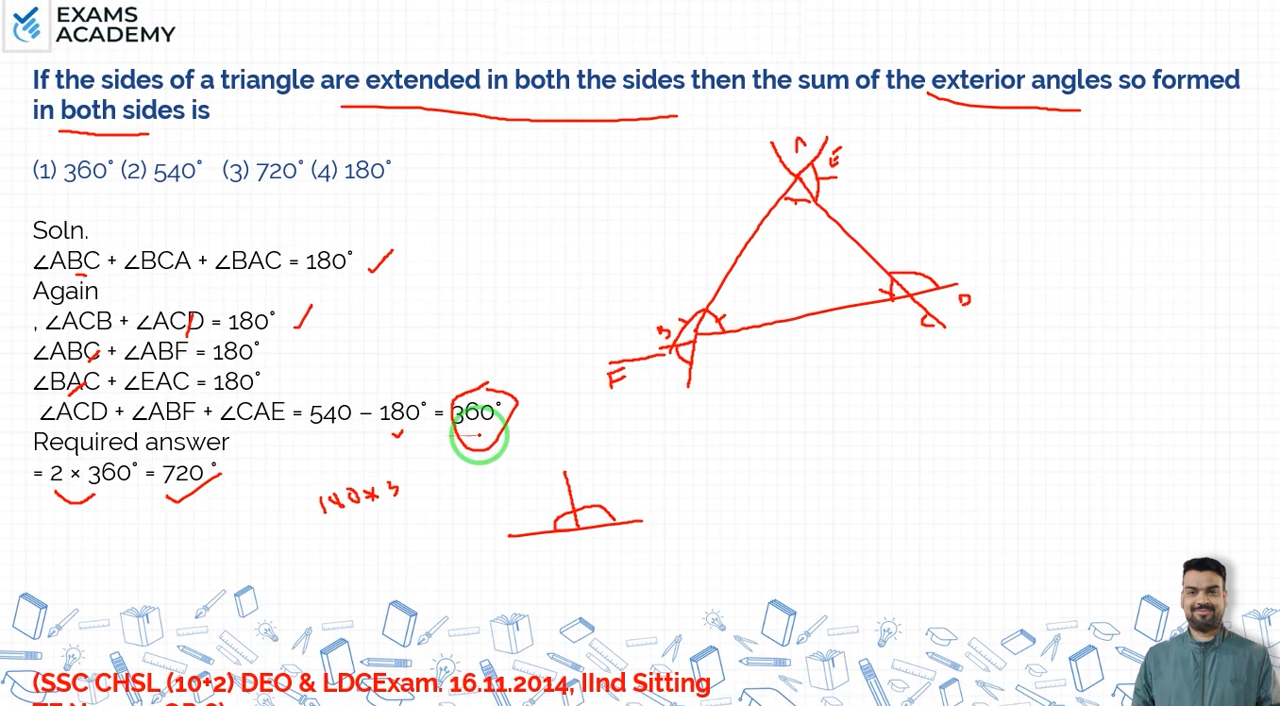 EXAMS
ACADEMY
If the sides of a triangle are extended in both the sides then the sum of the exterior angles so formed
in both sides is
(1) 360˚ (2) 540˚ (3) 720˚ (4) 180˚
Soln.
∠ABC + ∠BCA + ∠BAC = 180˚
Again
, ∠ACB + ∠ACD = 180˚
∠ABC + ∠ABF = 180˚
∠BAC + ∠EAC = 180˚
∠ACD + ∠ABF + ∠CAE = 540 – 180˚ = 360˚
Required answer
= 2 × 360˚ = 720 ˚
180×3
A
E
B
F
C
D
(SSC CHSL (10+2) DEO & LDCExam. 16.11.2014, IInd Sitting